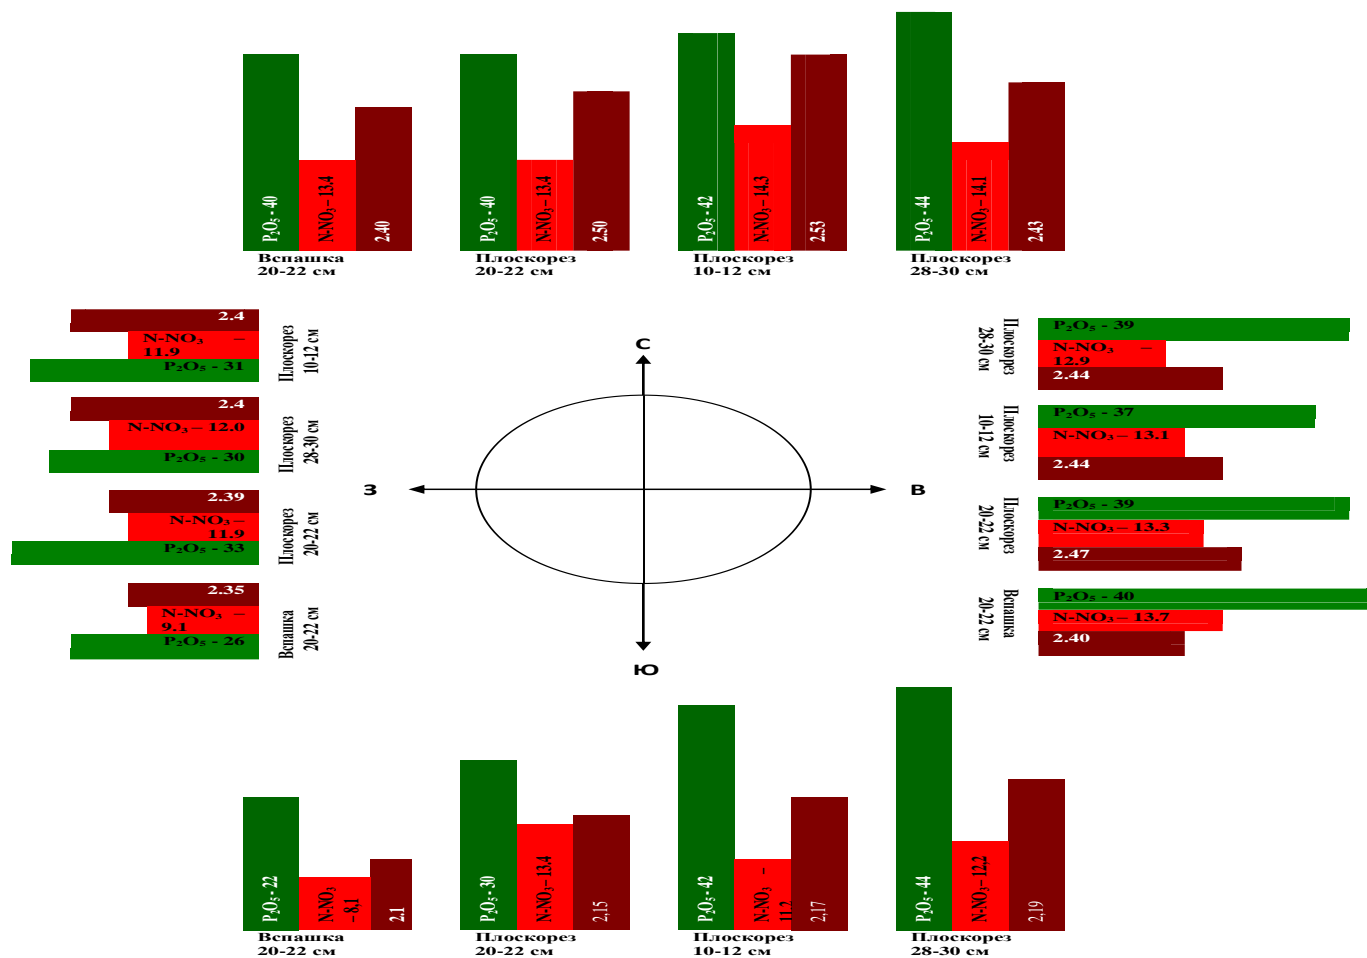 P₂O₅ - 40
N-NO₃ – 13.4
2.40
P₂O₅ - 40
N-NO₃ – 13.4
2.50
P₂O₅ - 42
N-NO₃ – 14.3
2.53
P₂O₅ - 44
N-NO₃ – 14.1
2.43
Вспашка
20-22 см
Плоскорез
20-22 см
Плоскорез
10-12 см
Плоскорез
28-30 см
2.4
N-NO₃ –
11.9
P₂O₅ - 31
Плоскорез
10-12 см
2.4
N-NO₃ – 12.0
P₂O₅ - 30
Плоскорез
28-30 см
2.39
N-NO₃ –
11.9
P₂O₅ - 33
Плоскорез
20-22 см
2.35
N-NO₃ –
9.1
P₂O₅ - 26
Вспашка
20-22 см
С
З
В
Ю
Плоскорез
28-30 см
P₂O₅ - 39
N-NO₃ –
12.9
2.44
Плоскорез
10-12 см
P₂O₅ - 37
N-NO₃ – 13.1
2.44
Плоскорез
20-22 см
P₂O₅ - 39
N-NO₃ – 13.3
2.47
Вспашка
20-22 см
P₂O₅ - 40
N-NO₃ – 13.7
2.40
P₂O₅ - 22
N-NO₃
– 8,1
2.1
P₂O₅ - 30
N-NO₃ – 13.4
2,15
P₂O₅ - 42
N-NO₃ –
11.2
2,17
P₂O₅ - 44
N-NO₃ – 12,2
2,19
Вспашка
20-22 см
Плоскорез
20-22 см
Плоскорез
10-12 см
Плоскорез
28-30 см